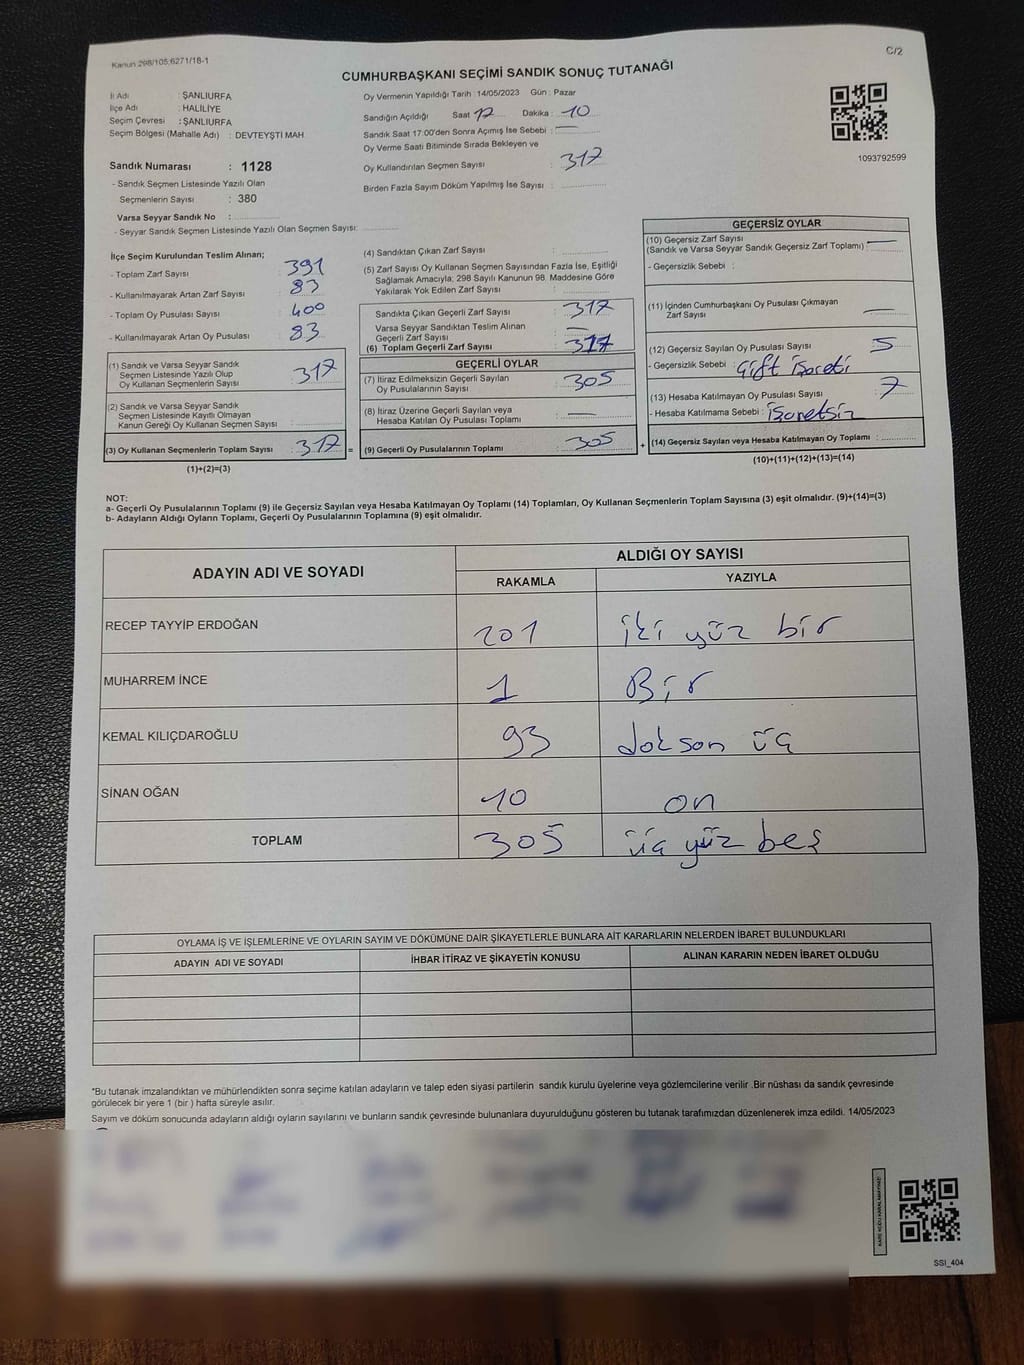 Kanun 298/105;6271/18-1
C/2
CUMHURBAŞKANI SEÇİMİ SANDIK SONUÇ TUTANAĞI
İl Adı : ŞANLIURFA
İlçe Adı : HALİLİYE
Seçim Çevresi : ŞANLIURFA
Seçim Bölgesi (Mahalle Adı) : DEVTEYŞTİ MAH
Sandık Numarası : 1128
- Sandık Seçmen Listesinde Yazılı Olan
Seçmenlerin Sayısı : 380
Varsa Seyyar Sandık No :
- Seyyar Sandık Seçmen Listesinde Yazılı Olan Seçmen Sayısı:
Oy Vermenin Yapıldığı Tarih : 14/05/2023 Gün : Pazar
Sandığın Açıldığı Saat 17 Dakika : 10
Sandık Saat 17:00'den Sonra Açımış İse Sebebi : —
Oy Verme Saati Bitiminde Sırada Bekleyen ve
Oy Kullandırılan Seçmen Sayısı : 317
Birden Fazla Sayım Döküm Yapılmış İse Sayısı :
1093792599
İlçe Seçim Kurulundan Teslim Alınan;
- Toplam Zarf Sayısı : 391
- Kullanılmayarak Artan Zarf Sayısı : 83
- Toplam Oy Pusulası Sayısı : 400
- Kullanılmayarak Artan Oy Pusulası : 83
(1) Sandık ve Varsa Seyyar Sandık
Seçmen Listesinde Yazılı Olup
Oy Kullanan Seçmenlerin Sayısı : 317
(2) Sandık ve Varsa Seyyar Sandık
Seçmen Listesinde Kayıtlı Olmayan
Kanun Gereği Oy Kullanan Seçmen Sayısı :
(3) Oy Kullanan Seçmenlerin Toplam Sayısı : 317 =
(1)+(2)=(3)
(4) Sandıktan Çıkan Zarf Sayısı :
(5) Zarf Sayısı Oy Kullanan Seçmen Sayısından Fazla İse, Eşitliği
Sağlamak Amacıyla; 298 Sayılı Kanunun 98. Maddesine Göre
Yakılarak Yok Edilen Zarf Sayısı :
Sandıkta Çıkan Geçerli Zarf Sayısı : 317
Varsa Seyyar Sandıktan Teslim Alınan
Geçerli Zarf Sayısı : —
(6) Toplam Geçerli Zarf Sayısı : 317
GEÇERLİ OYLAR
(7) İtiraz Edilmeksizin Geçerli Sayılan
Oy Pusulalarının Sayısı : 305
(8) İtiraz Üzerine Geçerli Sayılan veya
Hesaba Katılan Oy Pusulası Toplamı : —
(9) Geçerli Oy Pusulalarının Toplamı : 305 +
GEÇERSİZ OYLAR
(10) Geçersiz Zarf Sayısı
(Sandık ve Varsa Seyyar Sandık Geçersiz Zarf Toplamı) : —
- Geçersizlik Sebebi :
(11) İçinden Cumhurbaşkanı Oy Pusulası Çıkmayan
Zarf Sayısı : —
(12) Geçersiz Sayılan Oy Pusulası Sayısı : 5
- Geçersizlik Sebebi : Çift işareti
(13) Hesaba Katılmayan Oy Pusulası Sayısı : 7
- Hesaba Katılmama Sebebi : işaretsiz
(14) Geçersiz Sayılan veya Hesaba Katılmayan Oy Toplamı :
(10)+(11)+(12)+(13)=(14)
NOT:
a- Geçerli Oy Pusulalarının Toplamı (9) ile Geçersiz Sayılan veya Hesaba Katılmayan Oy Toplamı (14) Toplamları, Oy Kullanan Seçmenlerin Toplam Sayısına (3) eşit olmalıdır. (9)+(14)=(3)
b- Adayların Aldığı Oyların Toplamı, Geçerli Oy Pusulalarının Toplamına (9) eşit olmalıdır.
ADAYIN ADI VE SOYADI
ALDIĞI OY SAYISI
RAKAMLA YAZIYLA
RECEP TAYYİP ERDOĞAN 201 iki yüz bir
MUHARREM İNCE 1 Bir
KEMAL KILIÇDAROĞLU 93 doksan üç
SİNAN OĞAN 10 on
TOPLAM 305 üç yüz beş
OYLAMA İŞ VE İŞLEMLERİNE VE OYLARIN SAYIM VE DÖKÜMÜNE DAİR ŞİKAYETLERLE BUNLARA AİT KARARLARIN NELERDEN İBARET BULUNDUKLARI
ADAYIN ADI VE SOYADI İHBAR İTİRAZ VE ŞİKAYETİN KONUSU ALINAN KARARIN NEDEN İBARET OLDUĞU
*Bu tutanak imzalandıktan ve mühürlendikten sonra seçime katılan adayların ve talep eden siyasi partilerin sandık kurulu üyelerine veya gözlemcilerine verilir .Bir nüshası da sandık çevresinde
görülecek bir yere 1 (bir ) hafta süreyle asılır.
Sayım ve döküm sonucunda adayların aldığı oyların sayılarını ve bunların sandık çevresinde bulunanlara duyurulduğunu gösteren bu tutanak tarafımızdan düzenlenerek imza edildi. 14/05/2023
SSI_404